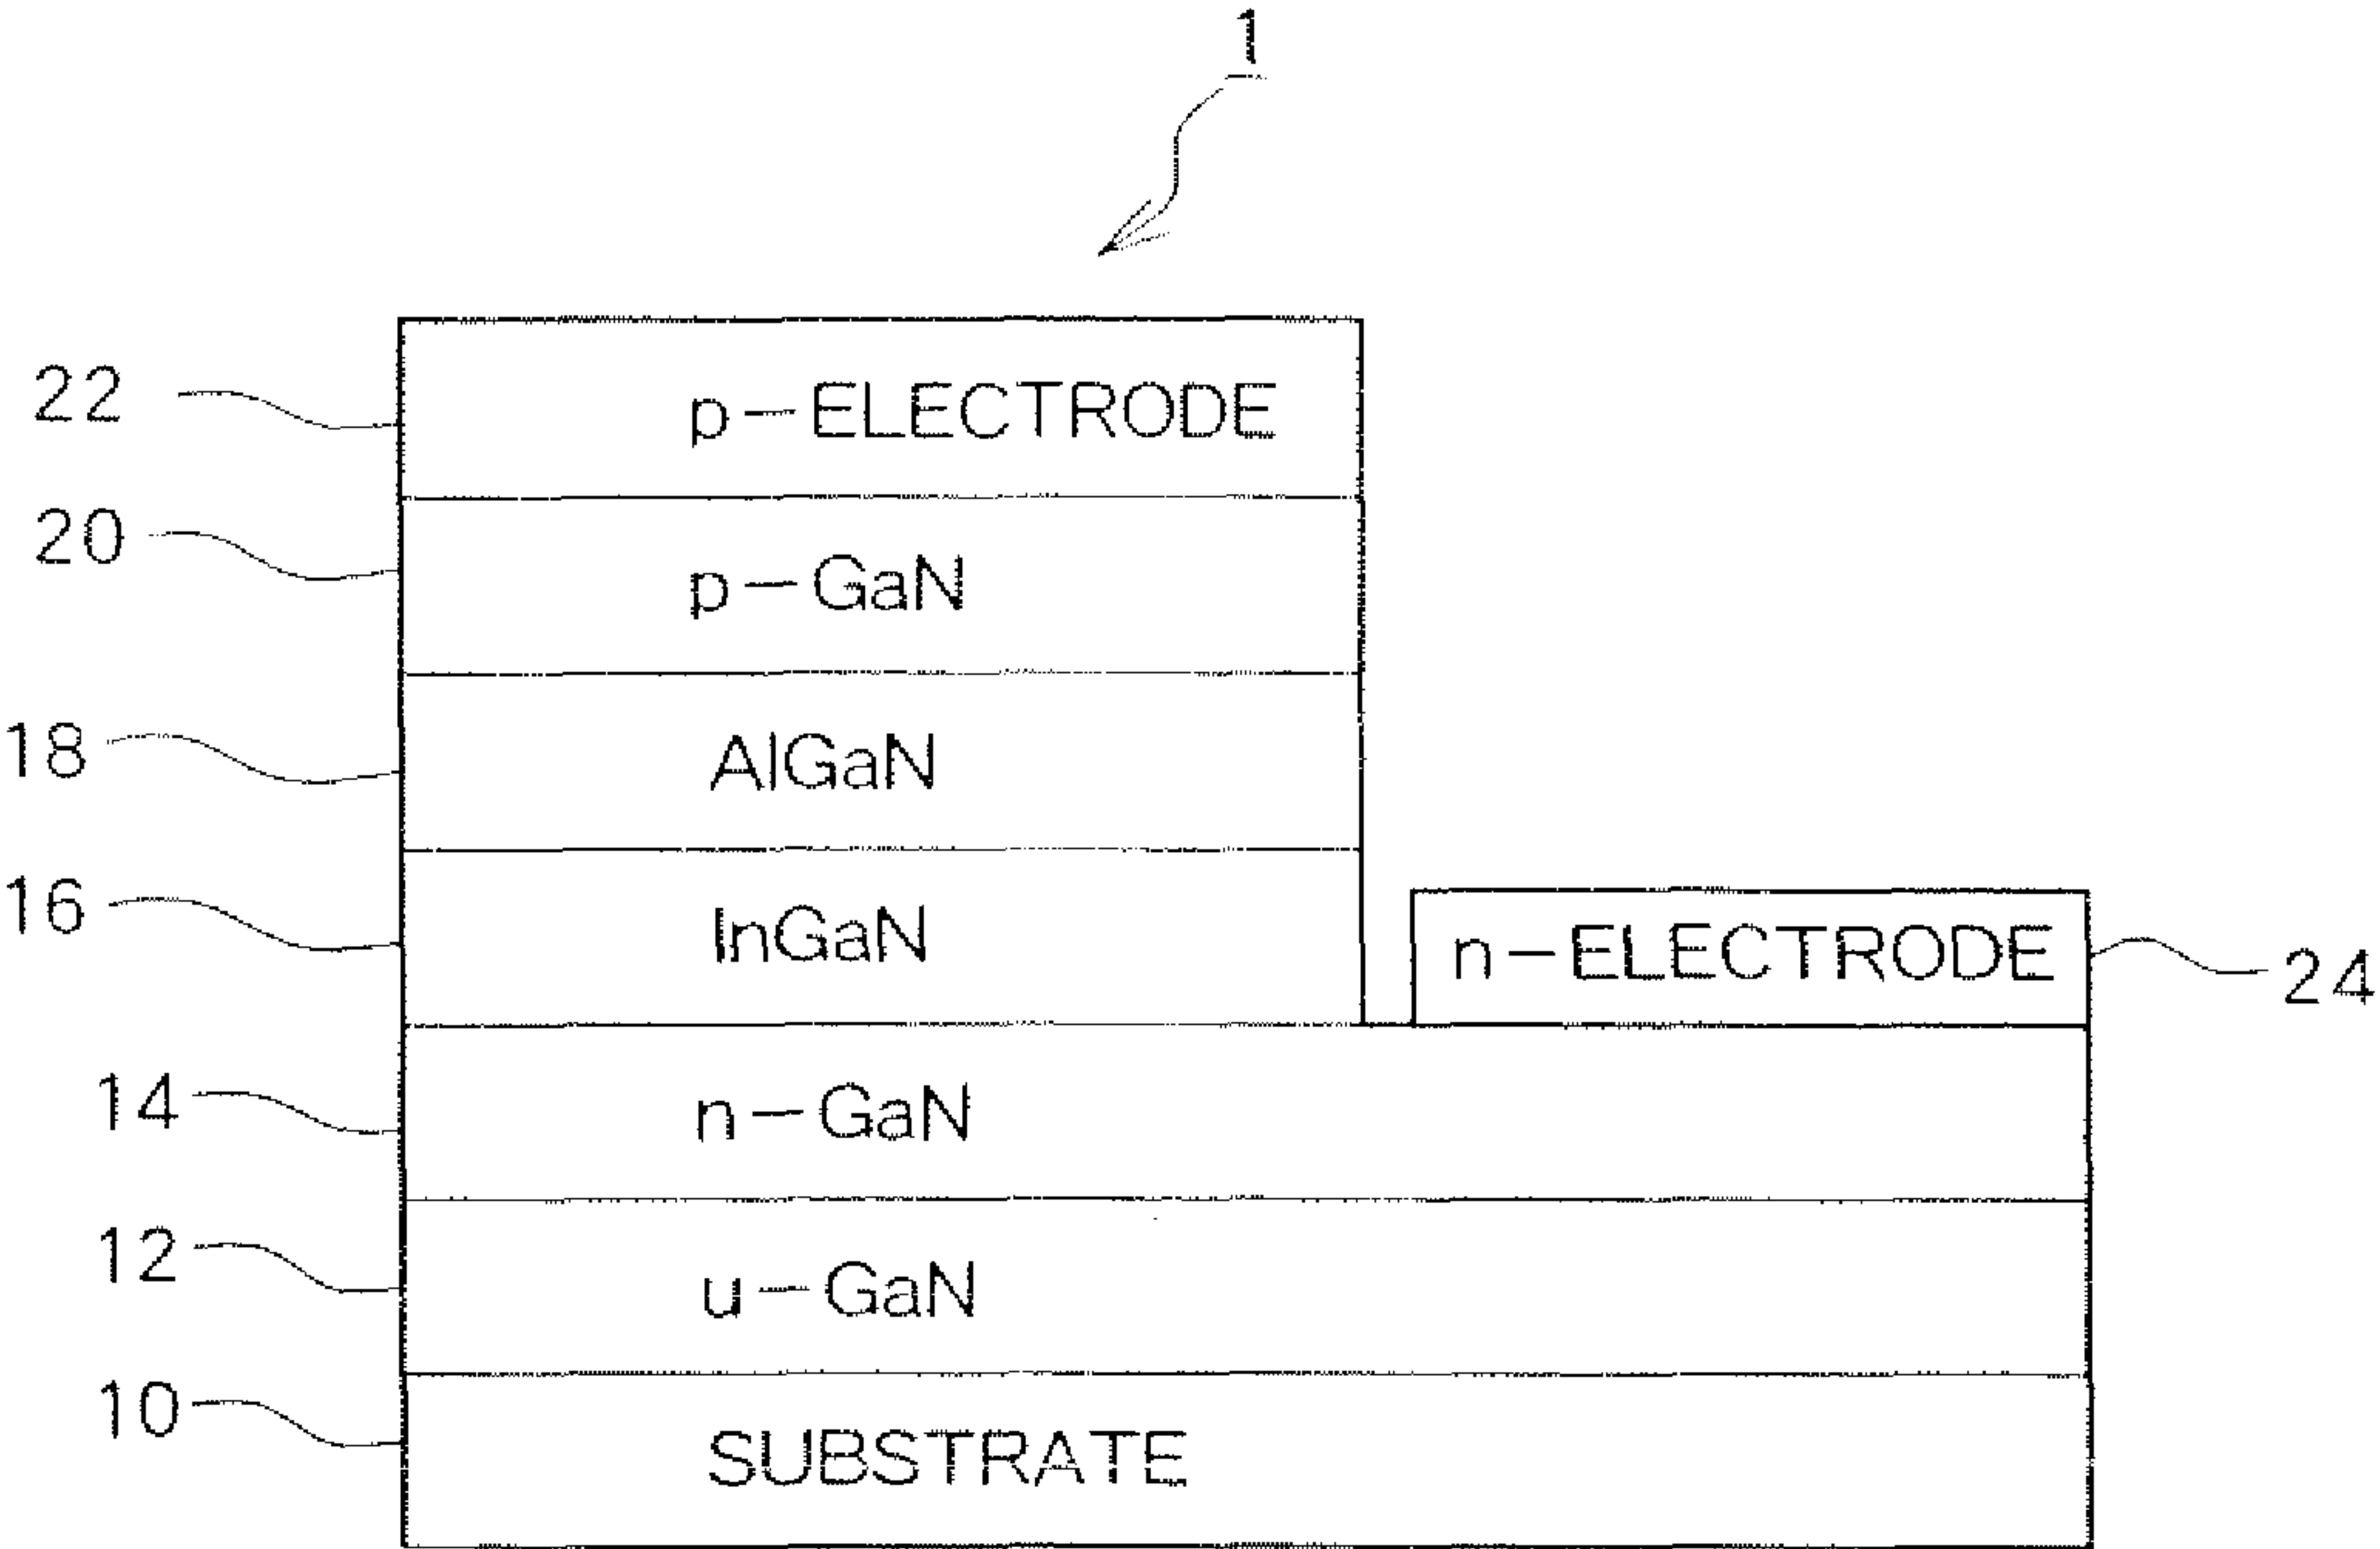 1
22 p-ELECTRODE
20 p-GaN
18 AlGaN
16 InGaN
n-ELECTRODE 24
14 n-GaN
12 u-GaN
10 SUBSTRATE